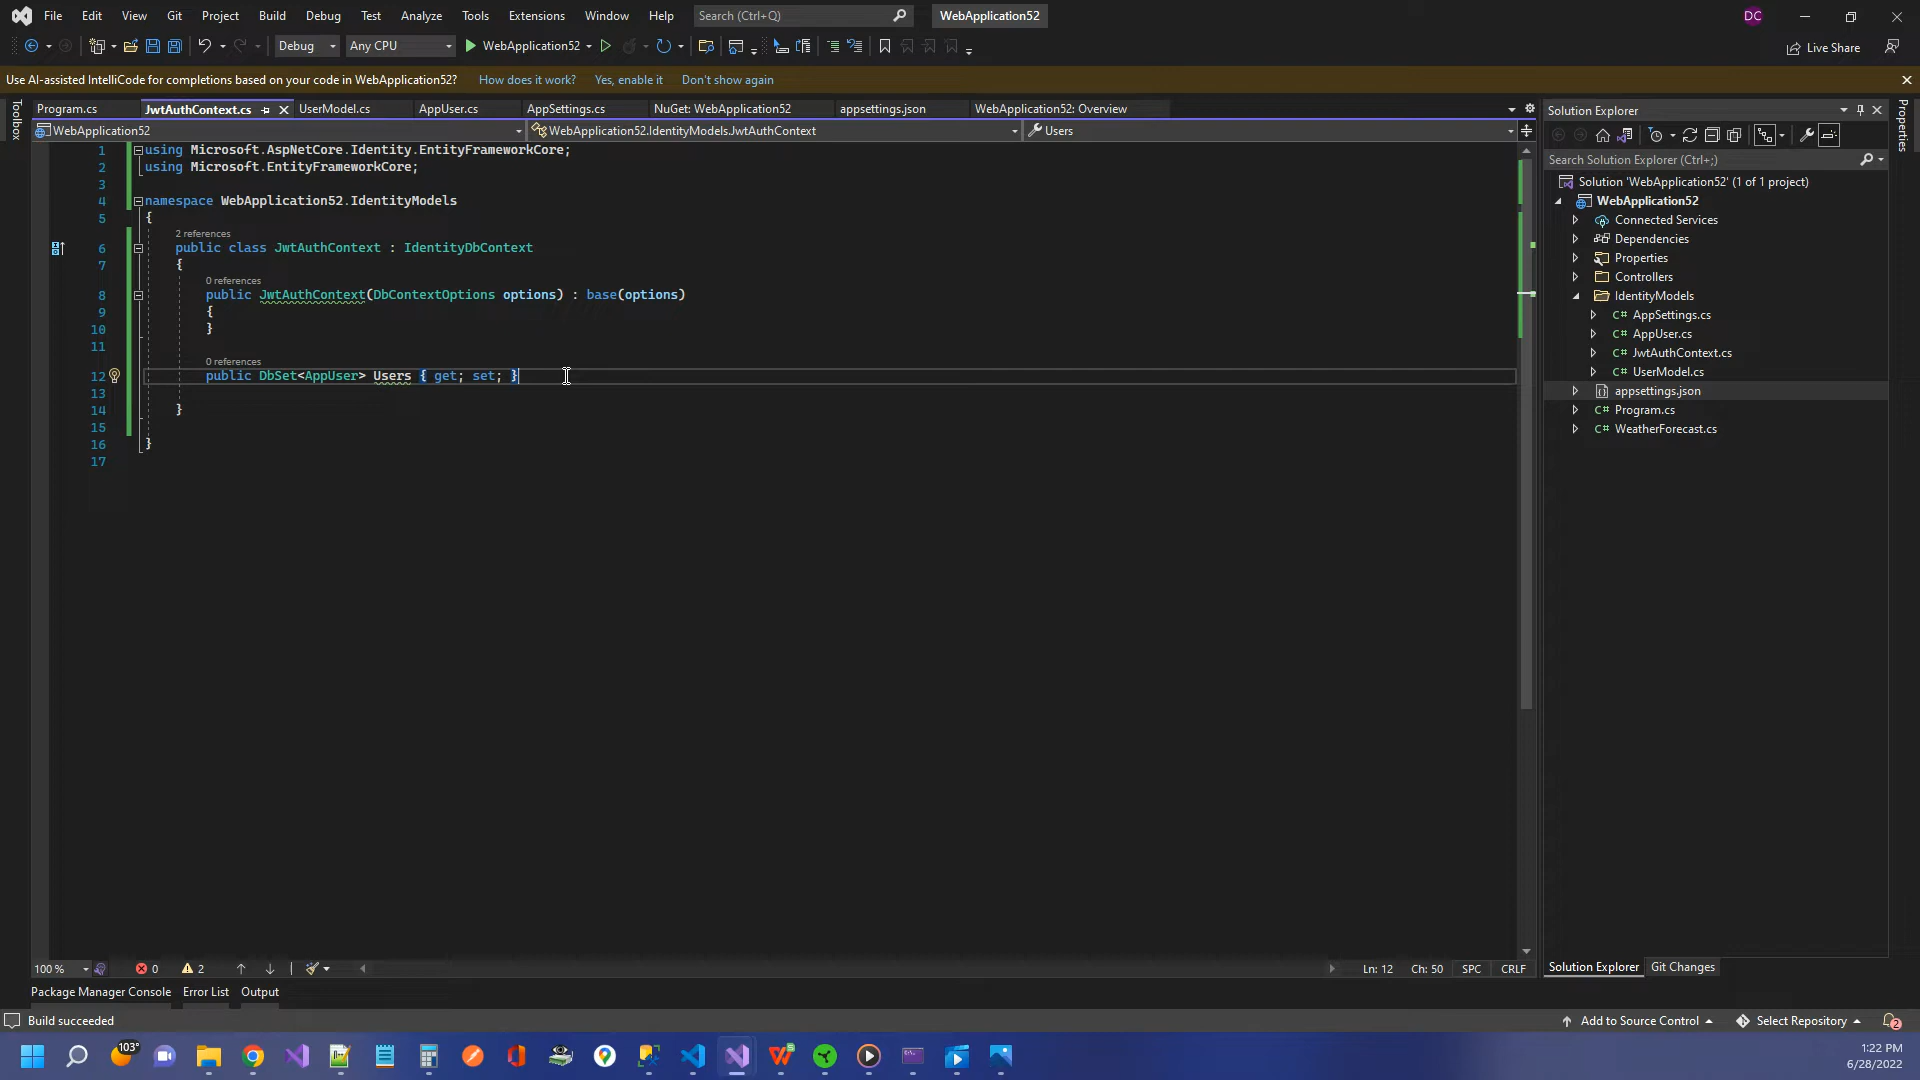 File Edit View Git Project Build Debug Test Analyze Tools Extensions Window Help Search (Ctrl+Q) WebApplication52 DC
Debug Any CPU WebApplication52 Live Share
Use AI-assisted IntelliCode for completions based on your code in WebApplication52? How does it work? Yes, enable it Don't show again
Toolbox
Program.cs JwtAuthContext.cs UserModel.cs AppUser.cs AppSettings.cs NuGet: WebApplication52 appsettings.json WebApplication52: Overview
WebApplication52 WebApplication52.IdentityModels.JwtAuthContext Users
1 using Microsoft.AspNetCore.Identity.EntityFrameworkCore;
2 using Microsoft.EntityFrameworkCore;
3
4 namespace WebApplication52.IdentityModels
5 {
2 references
6 public class JwtAuthContext : IdentityDbContext
7 {
0 references
8 public JwtAuthContext(DbContextOptions options) : base(options)
9 {
10 }
11
0 references
12 public DbSet<AppUser> Users { get; set; }
13
14 }
15
16 }
17
100 % 0 2 Ln: 12 Ch: 50 SPC CRLF
Package Manager Console Error List Output
Solution Explorer
Search Solution Explorer (Ctrl+;)
Solution 'WebApplication52' (1 of 1 project)
WebApplication52
Connected Services
Dependencies
Properties
Controllers
IdentityModels
C# AppSettings.cs
C# AppUser.cs
C# JwtAuthContext.cs
C# UserModel.cs
appsettings.json
C# Program.cs
C# WeatherForecast.cs
Solution Explorer Git Changes
Properties
Build succeeded Add to Source Control Select Repository 2
103°
1:22 PM
6/28/2022